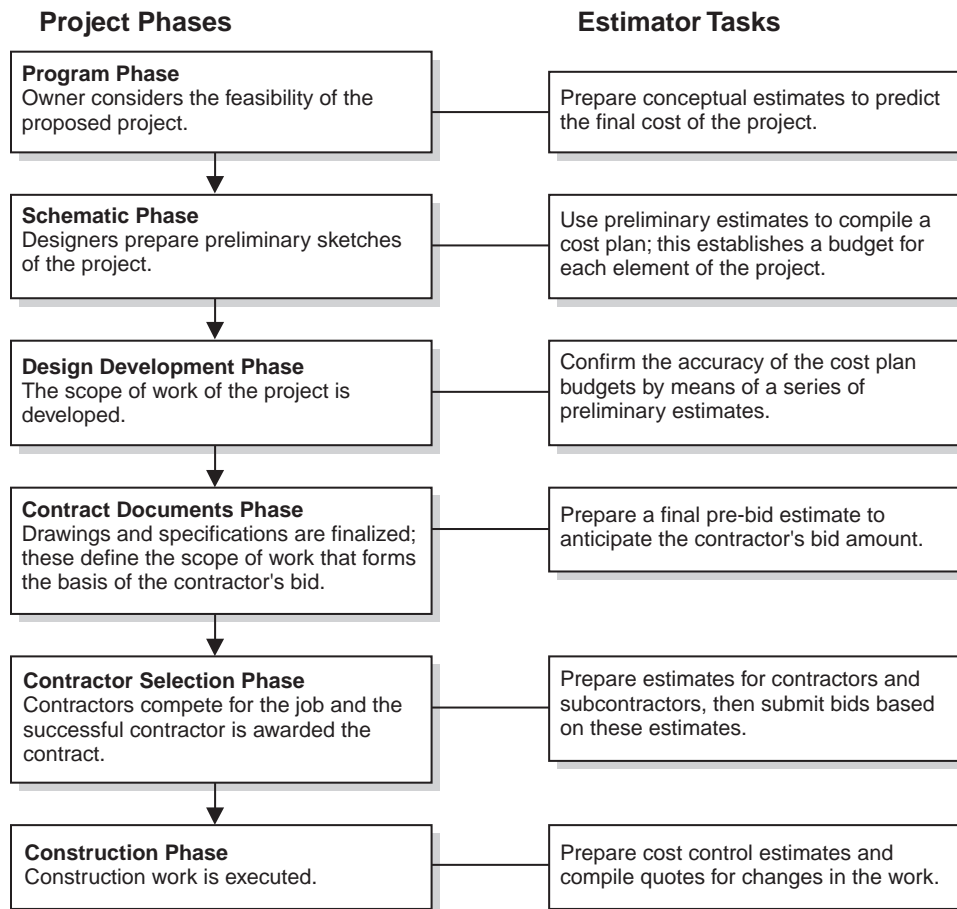 Project Phases
Estimator Tasks
Program Phase
Owner considers the feasibility of the
proposed project.
Prepare conceptual estimates to predict
the final cost of the project.
Schematic Phase
Designers prepare preliminary sketches
of the project.
Use preliminary estimates to compile a
cost plan; this establishes a budget for
each element of the project.
Design Development Phase
The scope of work of the project is
developed.
Confirm the accuracy of the cost plan
budgets by means of a series of
preliminary estimates.
Contract Documents Phase
Drawings and specifications are finalized;
these define the scope of work that forms
the basis of the contractor's bid.
Prepare a final pre-bid estimate to
anticipate the contractor's bid amount.
Contractor Selection Phase
Contractors compete for the job and the
successful contractor is awarded the
contract.
Prepare estimates for contractors and
subcontractors, then submit bids based
on these estimates.
Construction Phase
Construction work is executed.
Prepare cost control estimates and
compile quotes for changes in the work.